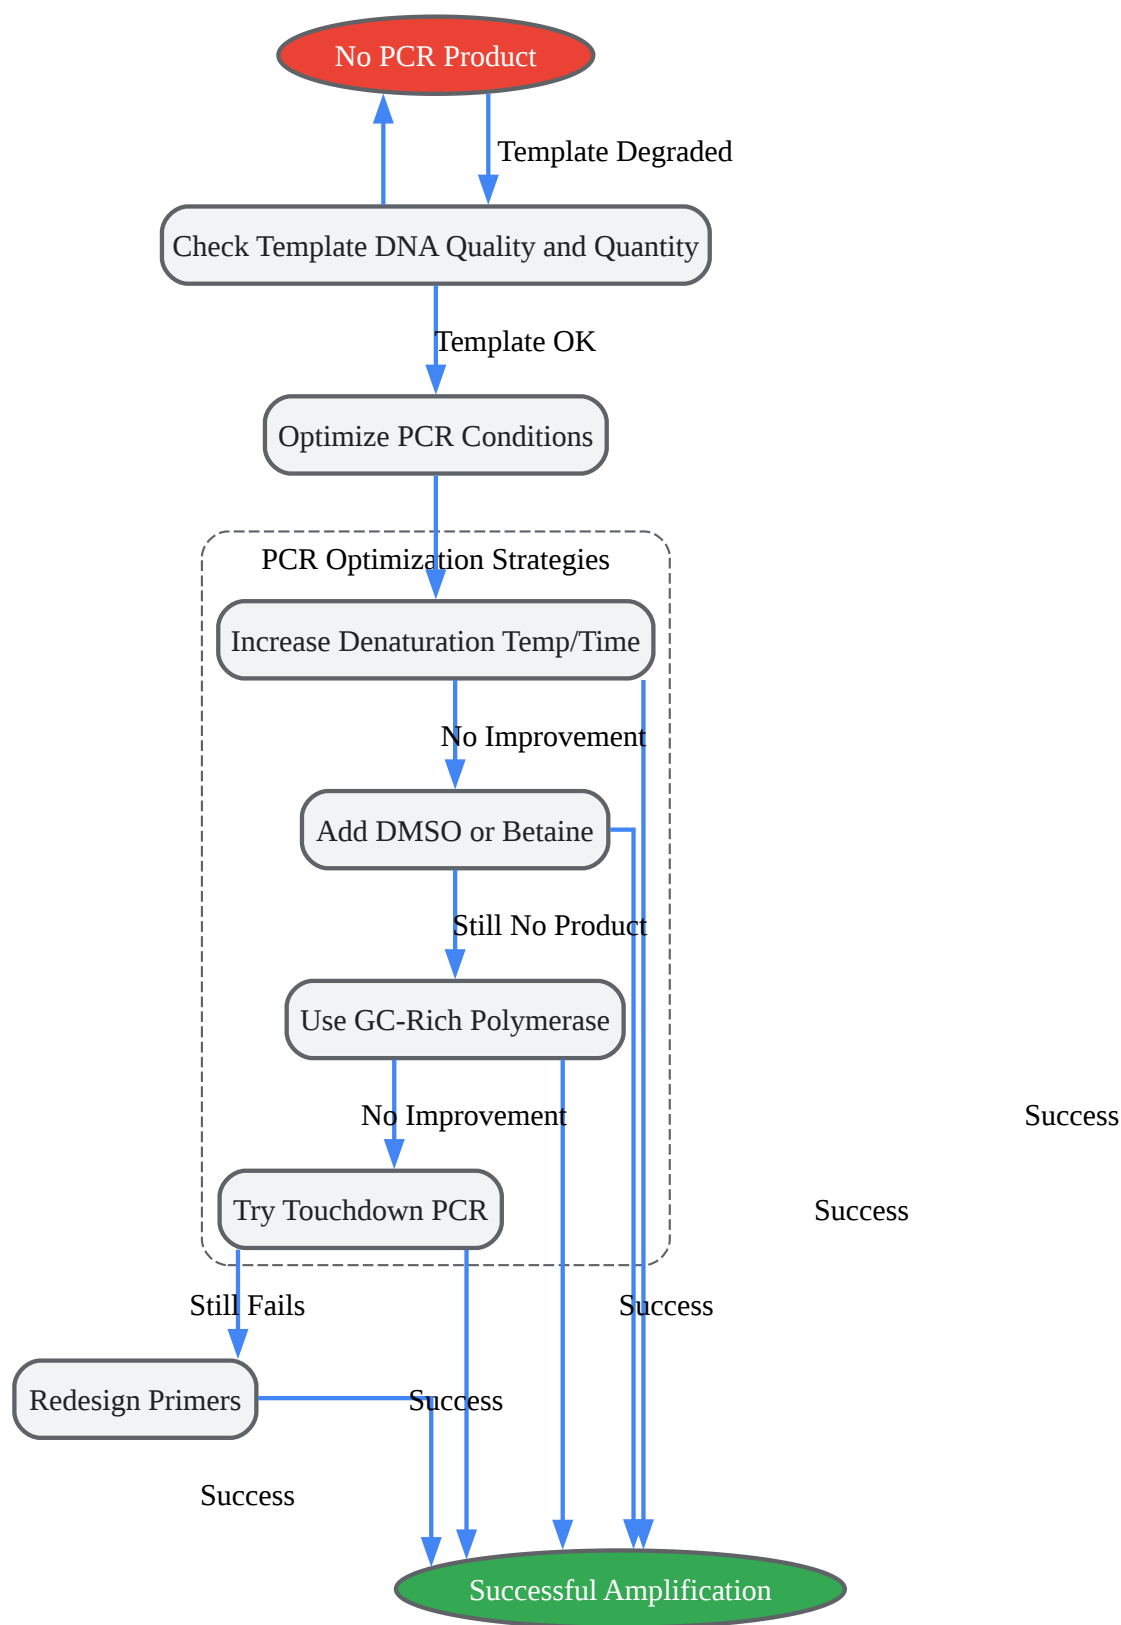 No PCR Product
Template Degraded
Check Template DNA Quality and Quantity
Template OK
Optimize PCR Conditions
PCR Optimization Strategies
Increase Denaturation Temp/Time
No Improvement
Add DMSO or Betaine
Still No Product
Use GC-Rich Polymerase
No Improvement
Success
Try Touchdown PCR
Success
Still Fails
Success
Redesign Primers
Success
Success
Successful Amplification